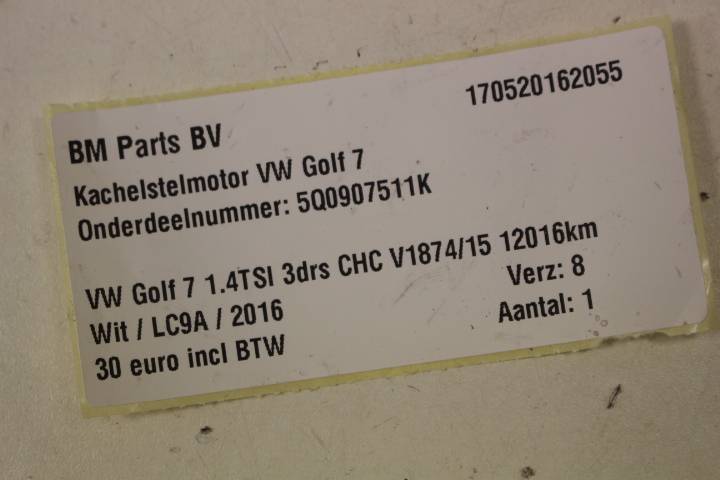 BM Parts BV 170520162055
Kachelstelmotor VW Golf 7
Onderdeelnummer: 5Q0907511K
VW Golf 7 1.4TSI 3drs CHC V1874/15 12016km
Wit / LC9A / 2016 Verz: 8
30 euro incl BTW Aantal: 1